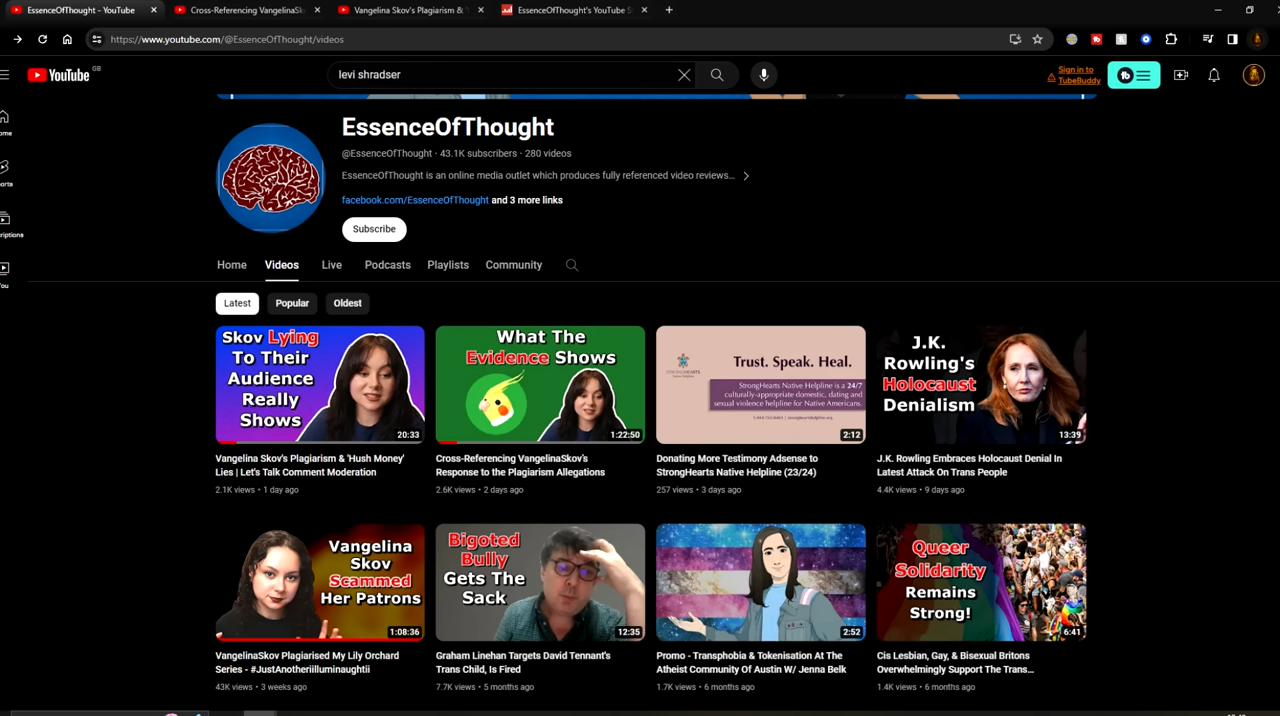 EssenceOfThought - YouTube
Cross-Referencing VangelinaSk
Vangelina Skov's Plagiarism &
EssenceOfThought's YouTube S
https://www.youtube.com/@EssenceOfThought/videos
YouTube GB
levi shradser
Sign in to
TubeBuddy
EssenceOfThought
@EssenceOfThought · 43.1K subscribers · 280 videos
EssenceOfThought is an online media outlet which produces fully referenced video reviews...
facebook.com/EssenceOfThought and 3 more links
Subscribe
Home Videos Live Podcasts Playlists Community
Latest Popular Oldest
Skov Lying
To Their
Audience
Really
Shows
20:33
What The
Evidence Shows
1:22:50
Trust. Speak. Heal.
StrongHearts Native Helpline is a 24/7
culturally-appropriate domestic, dating and
sexual violence helpline for Native Americans.
2:12
J.K.
Rowling's
Holocaust
Denialism
13:39
Vangelina Skov's Plagiarism & 'Hush Money'
Lies | Let's Talk Comment Moderation
2.1K views · 1 day ago
Cross-Referencing VangelinaSkov's
Response to the Plagiarism Allegations
2.6K views · 2 days ago
Donating More Testimony Adsense to
StrongHearts Native Helpline (23/24)
257 views · 3 days ago
J.K. Rowling Embraces Holocaust Denial In
Latest Attack On Trans People
4.4K views · 9 days ago
Vangelina
Skov
Scammed
Her Patrons
1:08:36
Bigoted
Bully
Gets The
Sack
12:35
2:52
Queer
Solidarity
Remains
Strong!
6:41
VangelinaSkov Plagiarised My Lily Orchard
Series - #JustAnotheriilluminaughtii
43K views · 3 weeks ago
Graham Linehan Targets David Tennant's
Trans Child, Is Fired
7.7K views · 5 months ago
Promo - Transphobia & Tokenisation At The
Atheist Community Of Austin W/ Jenna Belk
1.7K views · 6 months ago
Cis Lesbian, Gay, & Bisexual Britons
Overwhelmingly Support The Trans...
1.4K views · 6 months ago